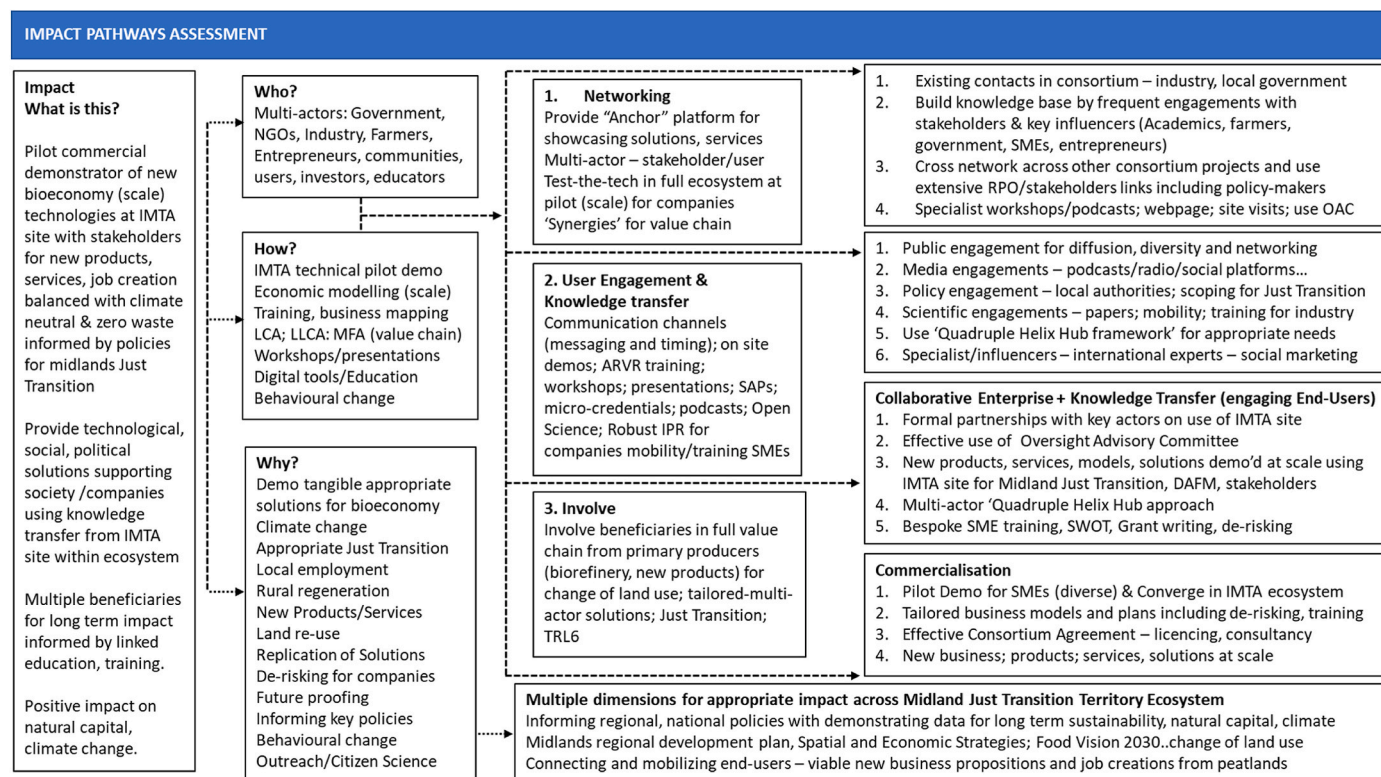 IMPACT PATHWAYS ASSESSMENT
Impact
What is this?
Pilot commercial
demonstrator of new
bioeconomy (scale)
technologies at IMTA
site with stakeholders
for new products,
services, job creation
balanced with climate
neutral & zero waste
informed by policies
for midlands Just
Transition
Provide technological,
social, political
solutions supporting
society /companies
using knowledge
transfer from IMTA
site within ecosystem
Multiple beneficiaries
for long term impact
informed by linked
education, training.
Positive impact on
natural capital,
climate change.
Who?
Multi-actors: Government,
NGOs, Industry, Farmers,
Entrepreneurs, communities,
users, investors, educators
How?
IMTA technical pilot demo
Economic modelling (scale)
Training, business mapping
LCA; LLCA: MFA (value chain)
Workshops/presentations
Digital tools/Education
Behavioural change
Why?
Demo tangible appropriate
solutions for bioeconomy
Climate change
Appropriate Just Transition
Local employment
Rural regeneration
New Products/Services
Land re-use
Replication of Solutions
De-risking for companies
Future proofing
Informing key policies
Behavioural change
Outreach/Citizen Science
1. Networking
Provide “Anchor” platform for
showcasing solutions, services
Multi-actor – stakeholder/user
Test-the-tech in full ecosystem at
pilot (scale) for companies
‘Synergies’ for value chain
2. User Engagement &
Knowledge transfer
Communication channels
(messaging and timing); on site
demos; ARVR training;
workshops; presentations; SAPs;
micro-credentials; podcasts; Open
Science; Robust IPR for
companies mobility/training SMEs
3. Involve
Involve beneficiaries in full value
chain from primary producers
(biorefinery, new products) for
change of land use; tailored-multi-
actor solutions; Just Transition;
TRL6
1. Existing contacts in consortium – industry, local government
2. Build knowledge base by frequent engagements with
stakeholders & key influencers (Academics, farmers,
government, SMEs, entrepreneurs)
3. Cross network across other consortium projects and use
extensive RPO/stakeholders links including policy-makers
4. Specialist workshops/podcasts; webpage; site visits; use OAC
1. Public engagement for diffusion, diversity and networking
2. Media engagements – podcasts/radio/social platforms...
3. Policy engagement – local authorities; scoping for Just Transition
4. Scientific engagements – papers; mobility; training for industry
5. Use ‘Quadruple Helix Hub framework’ for appropriate needs
6. Specialist/influencers – international experts – social marketing
Collaborative Enterprise + Knowledge Transfer (engaging End-Users)
1. Formal partnerships with key actors on use of IMTA site
2. Effective use of Oversight Advisory Committee
3. New products, services, models, solutions demo’d at scale using
IMTA site for Midland Just Transition, DAFM, stakeholders
4. Multi-actor ‘Quadruple Helix Hub approach
5. Bespoke SME training, SWOT, Grant writing, de-risking
Commercialisation
1. Pilot Demo for SMEs (diverse) & Converge in IMTA ecosystem
2. Tailored business models and plans including de-risking, training
3. Effective Consortium Agreement – licencing, consultancy
4. New business; products; services, solutions at scale
Multiple dimensions for appropriate impact across Midland Just Transition Territory Ecosystem
Informing regional, national policies with demonstrating data for long term sustainability, natural capital, climate
Midlands regional development plan, Spatial and Economic Strategies; Food Vision 2030..change of land use
Connecting and mobilizing end-users – viable new business propositions and job creations from peatlands